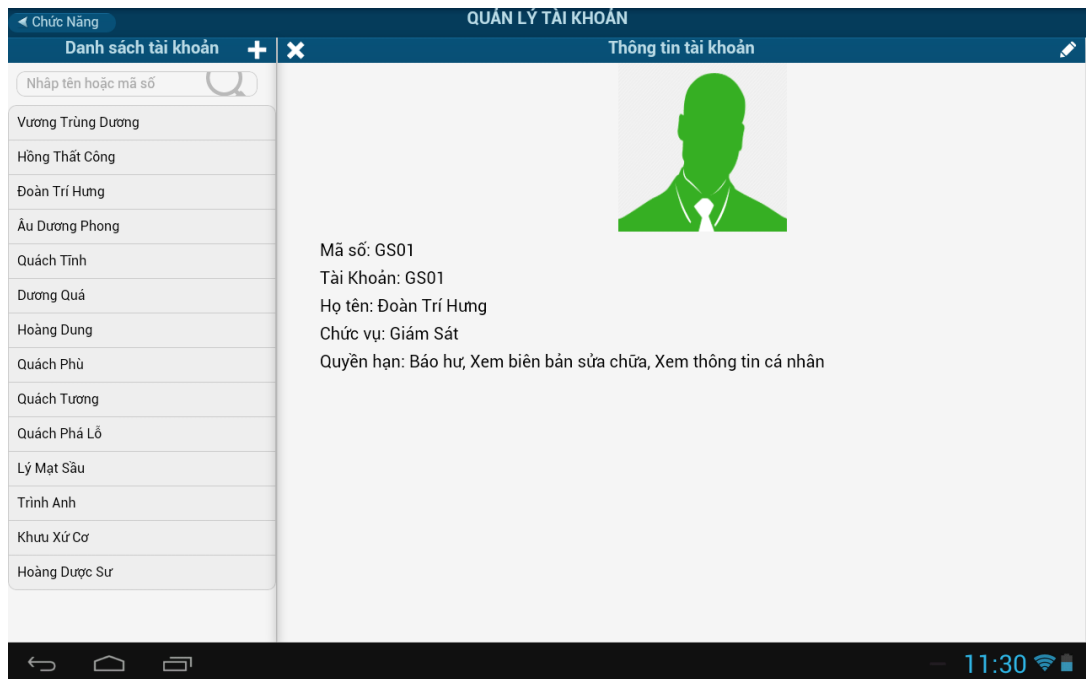 Chức Năng
QUẢN LÝ TÀI KHOẢN
Danh sách tài khoản
Thông tin tài khoản
Nhập tên hoặc mã số
Vương Trùng Dương
Hồng Thất Công
Đoàn Trí Hưng
Âu Dương Phong
Quách Tĩnh
Dương Quá
Hoàng Dung
Quách Phù
Quách Tương
Quách Phá Lỗ
Lý Mạt Sầu
Trình Anh
Khưu Xứ Cơ
Hoàng Dược Sư
Mã số: GS01
Tài Khoản: GS01
Họ tên: Đoàn Trí Hưng
Chức vụ: Giám Sát
Quyền hạn: Báo hư, Xem biên bản sửa chữa, Xem thông tin cá nhân
11:30